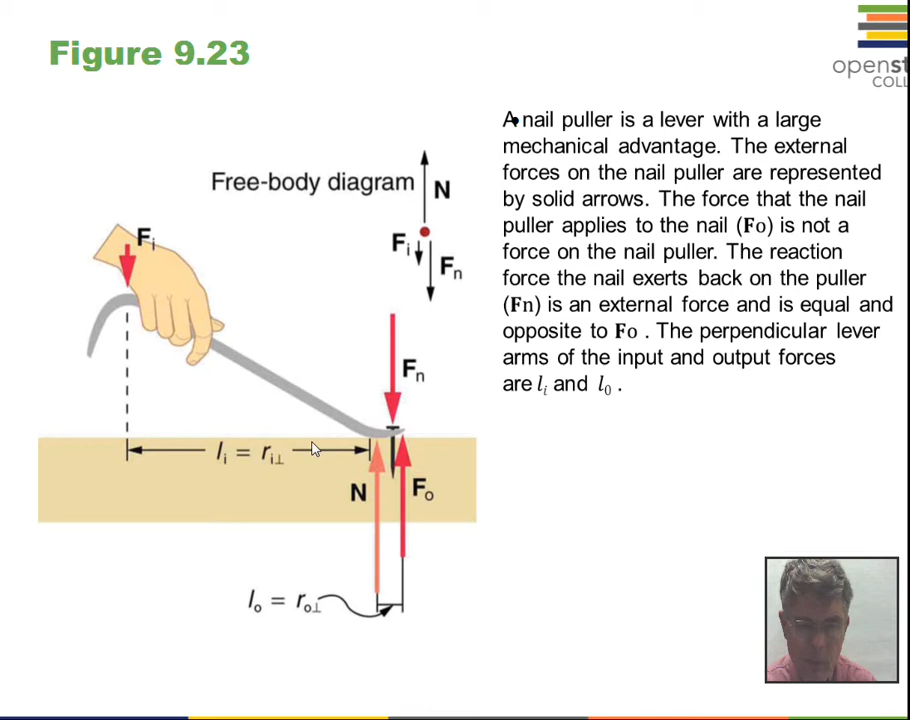 Figure 9.23
openst
COLL
A nail puller is a lever with a large
mechanical advantage. The external
forces on the nail puller are represented
by solid arrows. The force that the nail
puller applies to the nail (Fo) is not a
force on the nail puller. The reaction
force the nail exerts back on the puller
(Fn) is an external force and is equal and
opposite to Fo . The perpendicular lever
arms of the input and output forces
are lᵢ and l₀ .
Free-body diagram
N
Fᵢ
Fₙ
Fᵢ
Fₙ
lᵢ = rᵢ⊥
N
Fₒ
lₒ = rₒ⊥